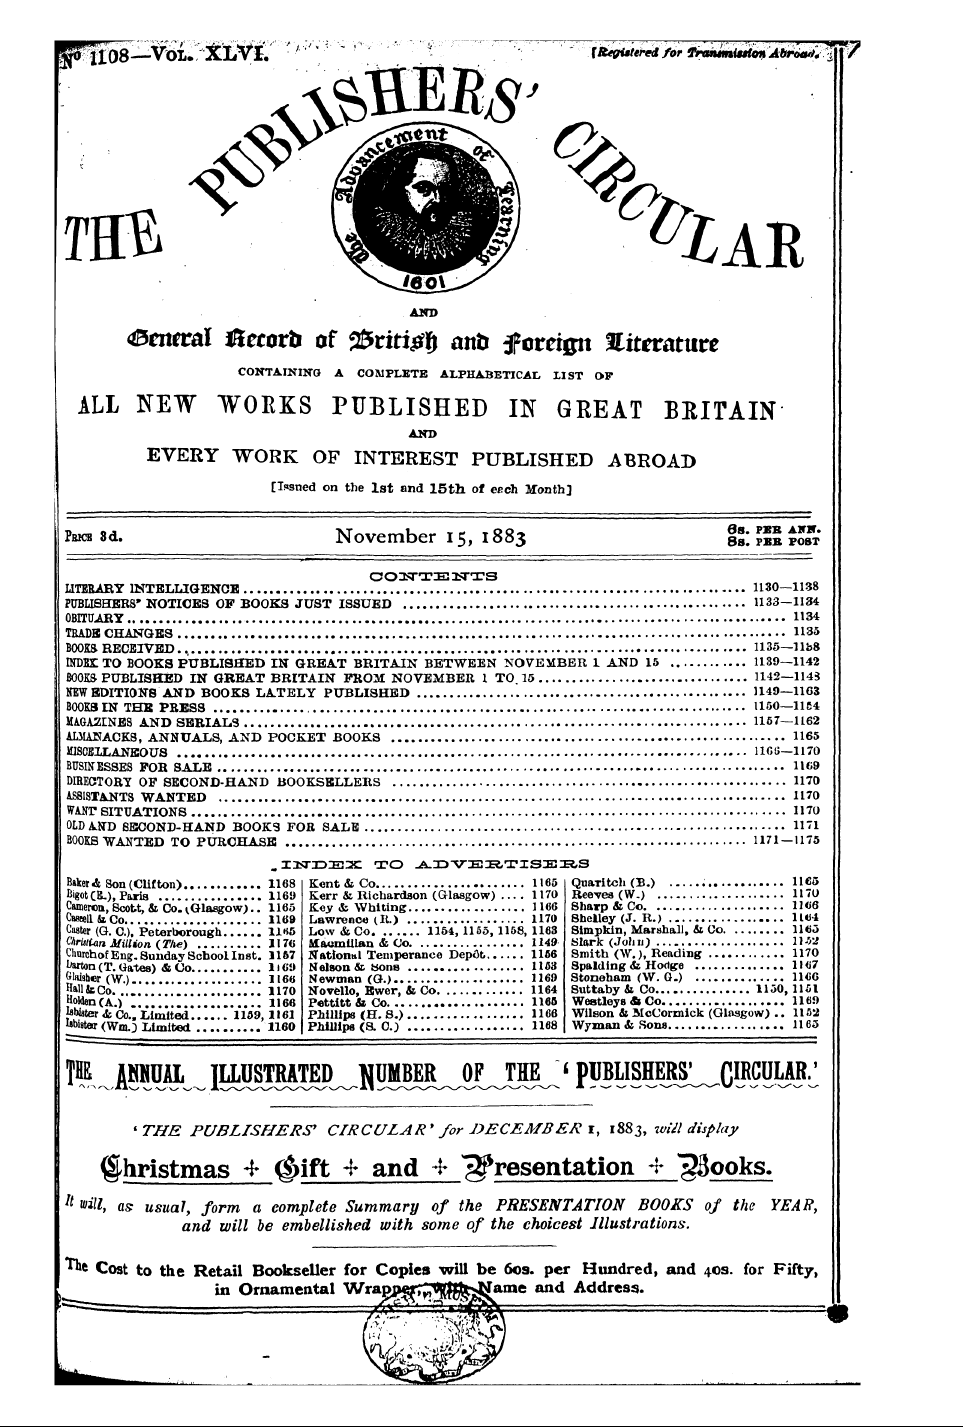 No 1108—VOL. XLVI.
[Registered for Transmission Abroad.
THE PUBLISHERS' CIRCULAR
The Advancement of Learning
1601
AND
General Record of British and Foreign Literature
CONTAINING A COMPLETE ALPHABETICAL LIST OF
ALL NEW WORKS PUBLISHED IN GREAT BRITAIN
AND
EVERY WORK OF INTEREST PUBLISHED ABROAD
[Issued on the 1st and 15th of each Month]
PRICE 3d.
November 15, 1883
6s. PER ANN.
8s. PER POST
CONTENTS
LITERARY INTELLIGENCE ........ 1130—1138
PUBLISHERS' NOTICES OF BOOKS JUST ISSUED ........ 1133—1134
OBITUARY ........ 1134
TRADE CHANGES ........ 1135
BOOKS RECEIVED ........ 1135—1138
INDEX TO BOOKS PUBLISHED IN GREAT BRITAIN BETWEEN NOVEMBER 1 AND 15 ........ 1139—1142
BOOKS PUBLISHED IN GREAT BRITAIN FROM NOVEMBER 1 TO 15 ........ 1142—1148
NEW EDITIONS AND BOOKS LATELY PUBLISHED ........ 1149—1163
BOOKS IN THE PRESS ........ 1150—1164
MAGAZINES AND SERIALS ........ 1157—1162
ALMANACKS, ANNUALS, AND POCKET BOOKS ........ 1165
MISCELLANEOUS ........ 1166—1170
BUSINESSES FOR SALE ........ 1169
DIRECTORY OF SECOND-HAND BOOKSELLERS ........ 1170
ASSISTANTS WANTED ........ 1170
WANT SITUATIONS ........ 1170
OLD AND SECOND-HAND BOOKS FOR SALE ........ 1171
BOOKS WANTED TO PURCHASE ........ 1171—1175
INDEX TO ADVERTISERS
Baker & Son (Clifton) ........ 1168
Bigot (E.), Paris ........ 1169
Cameron, Scott, & Co. (Glasgow) .. 1165
Cassell & Co. ........ 1169
Caster (G. C.), Peterborough ...... 1165
Christian Million (The) ........ 1176
Church of Eng. Sunday School Inst. 1157
Darton (T. Gates) & Co. ........ 1169
Glaisher (W.) ........ 1166
Hall & Co. ........ 1170
Holden (A.) ........ 1166
Isbister & Co., Limited ...... 1159, 1161
Isbister (Wm.) Limited ........ 1160
Kent & Co. ........ 1165
Kerr & Richardson (Glasgow) .... 1170
Key & Whiting ........ 1166
Lawrence (R.) ........ 1170
Low & Co. ...... 1154, 1155, 1158, 1163
Macmillan & Co. ........ 1149
National Temperance Depôt ...... 1156
Nelson & Sons ........ 1153
Newman (G.) ........ 1169
Novello, Ewer, & Co. ........ 1164
Pettitt & Co. ........ 1165
Phillips (H. S.) ........ 1166
Phillips (S. C.) ........ 1168
Quaritch (B.) ........ 1165
Reeves (W.) ........ 1170
Sharp & Co. ........ 1166
Shelley (J. R.) ........ 1164
Simpkin, Marshall, & Co. ........ 1165
Slark (John) ........ 1152
Smith (W.), Reading ........ 1170
Spalding & Hodge ........ 1167
Stoneham (W. G.) ........ 1166
Suttaby & Co. ........ 1150, 1151
Westleys & Co. ........ 1169
Wilson & McCormick (Glasgow) .. 1152
Wyman & Sons ........ 1165
THE ANNUAL ILLUSTRATED NUMBER OF THE 'PUBLISHERS' CIRCULAR.'
'THE PUBLISHERS' CIRCULAR' for DECEMBER 1, 1883, will display
Christmas + Gift + and + Presentation + Books.
It will, as usual, form a complete Summary of the PRESENTATION BOOKS of the YEAR,
and will be embellished with some of the choicest Illustrations.
The Cost to the Retail Bookseller for Copies will be 60s. per Hundred, and 40s. for Fifty,
in Ornamental Wrapper, with Name and Address.